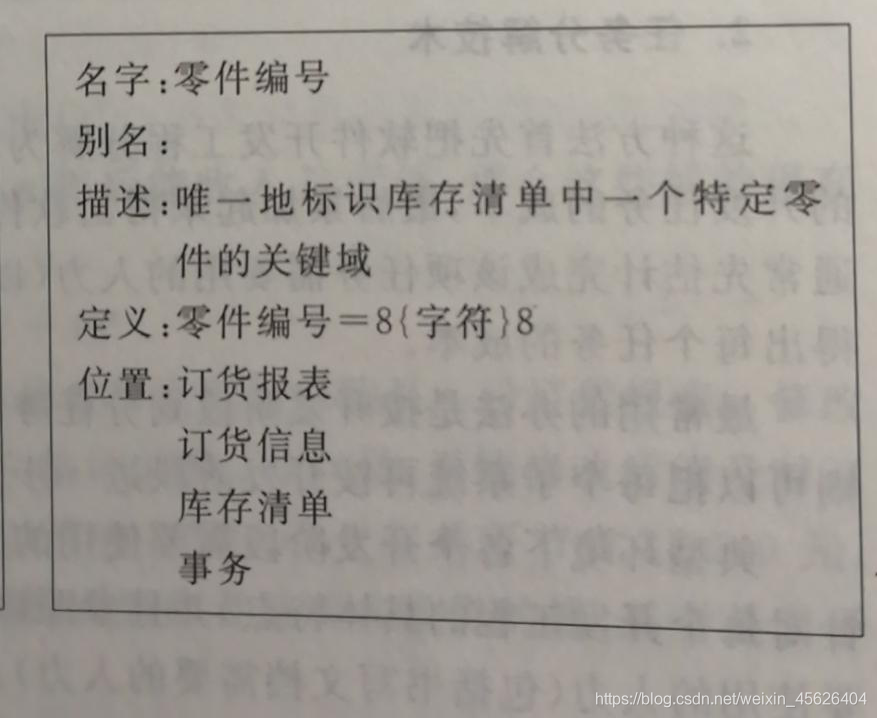 名字:零件编号
别名:
描述:唯一地标识库存清单中一个特定零
件的关键域
定义:零件编号=8{字符}8
位置:订货报表
订货信息
库存清单
事务
https://blog.csdn.net/weixin_45626404